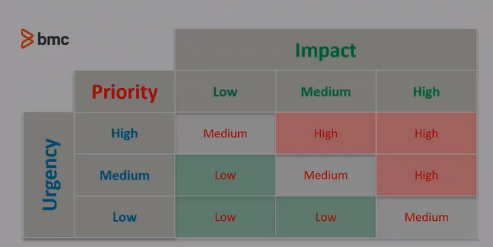 bmc
Impact
Priority Low Medium High
Urgency
High Medium High High
Medium Low Medium High
Low Low Low Medium